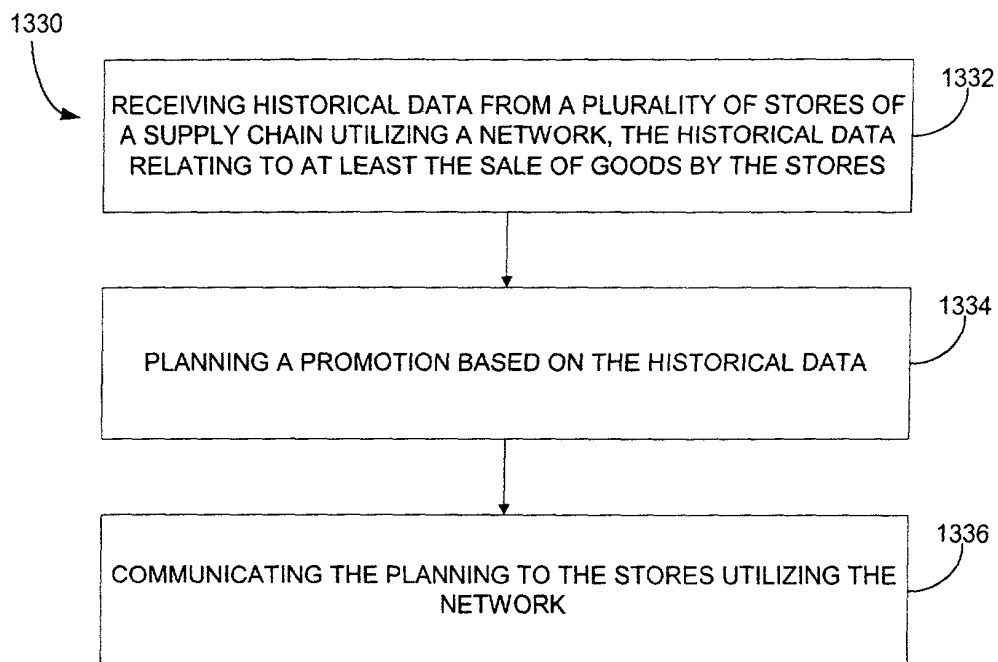 1330
1332
RECEIVING HISTORICAL DATA FROM A PLURALITY OF STORES OF
A SUPPLY CHAIN UTILIZING A NETWORK, THE HISTORICAL DATA
RELATING TO AT LEAST THE SALE OF GOODS BY THE STORES
1334
PLANNING A PROMOTION BASED ON THE HISTORICAL DATA
1336
COMMUNICATING THE PLANNING TO THE STORES UTILIZING THE
NETWORK